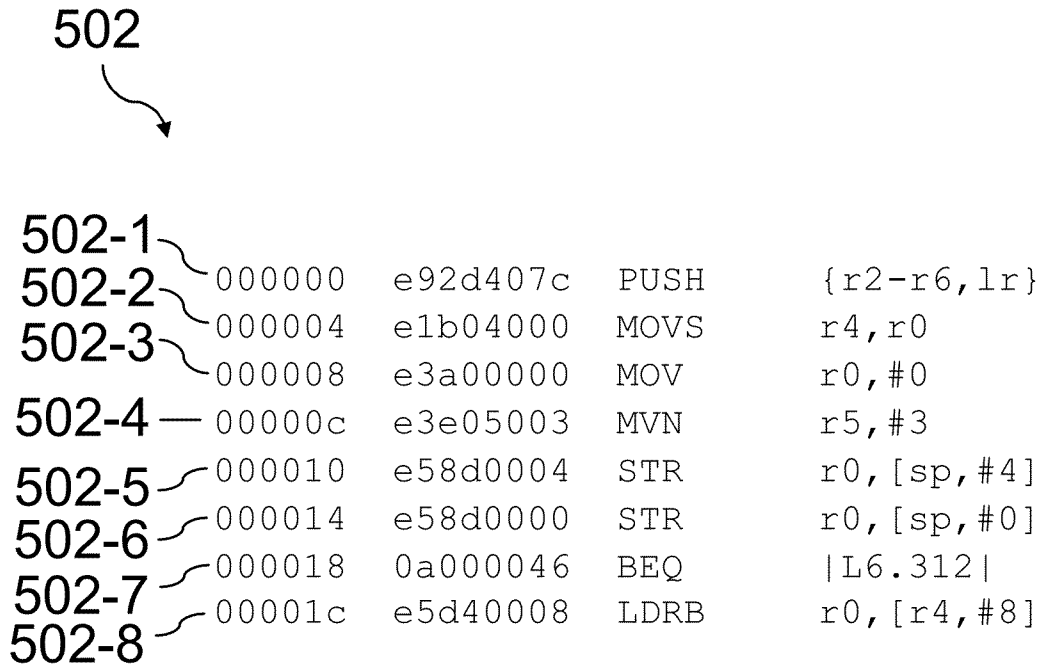 502
502-1 000000 e92d407c PUSH {r2-r6,lr}
502-2 000004 e1b04000 MOVS r4,r0
502-3 000008 e3a00000 MOV r0,#0
502-4 00000c e3e05003 MVN r5,#3
502-5 000010 e58d0004 STR r0,[sp,#4]
502-6 000014 e58d0000 STR r0,[sp,#0]
502-7 000018 0a000046 BEQ |L6.312|
502-8 00001c e5d40008 LDRB r0,[r4,#8]